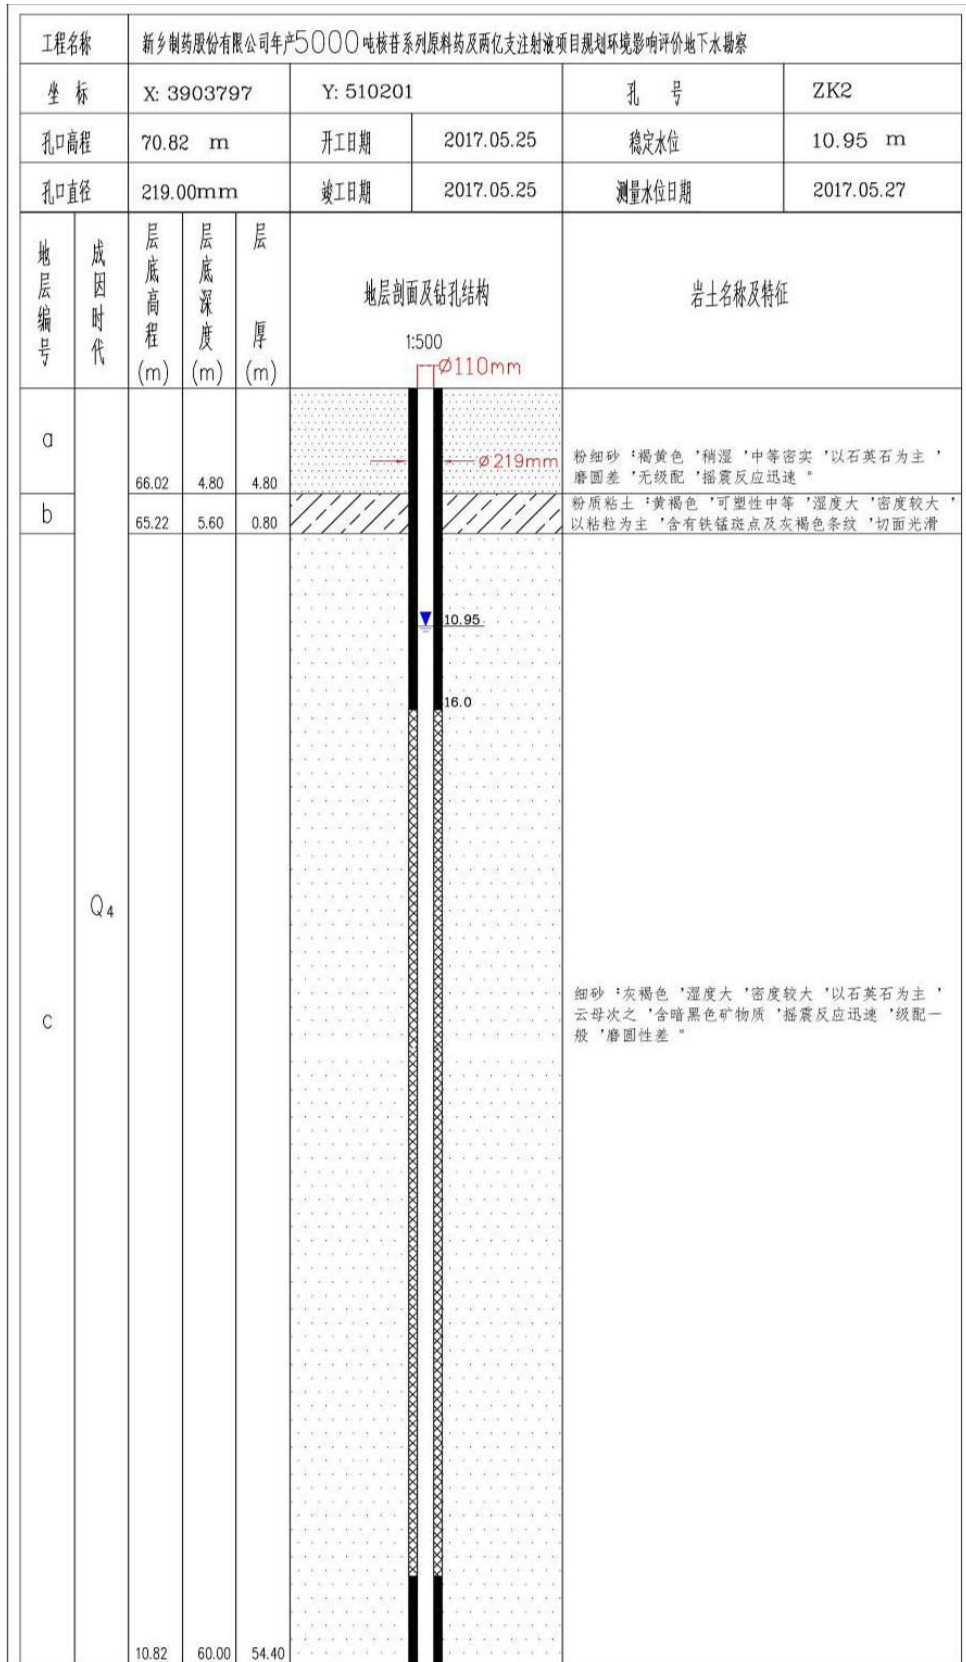 工程名称 新乡制药股份有限公司年产5000吨核苷系列原料药及两亿支注射液项目规划环境影响评价地下水勘察
坐 标 X: 3903797 Y: 510201 孔 号 ZK2
孔口高程 70.82 m 开工日期 2017.05.25 稳定水位 10.95 m
孔口直径 219.00mm 竣工日期 2017.05.25 测量水位日期 2017.05.27
地层编号
成因时代
层底高程(m)
层底深度(m)
层 厚(m)
地层剖面及钻孔结构
1:500
岩土名称及特征
Ø110mm
a
66.02 4.80 4.80
Ø219mm
粉细砂:褐黄色,稍湿,中等密实,以石英石为主,
磨圆差,无级配,摇震反应迅速。
b
65.22 5.60 0.80
粉质粘土:黄褐色,可塑性中等,湿度大,密度较大,
以粘粒为主,含有铁锰斑点及灰褐色条纹,切面光滑
10.95
16.0
Q4
c
细砂:灰褐色,湿度大,密度较大,以石英石为主,
云母次之,含暗黑色矿物质,摇震反应迅速,级配一
般,磨圆性差。
10.82 60.00 54.40